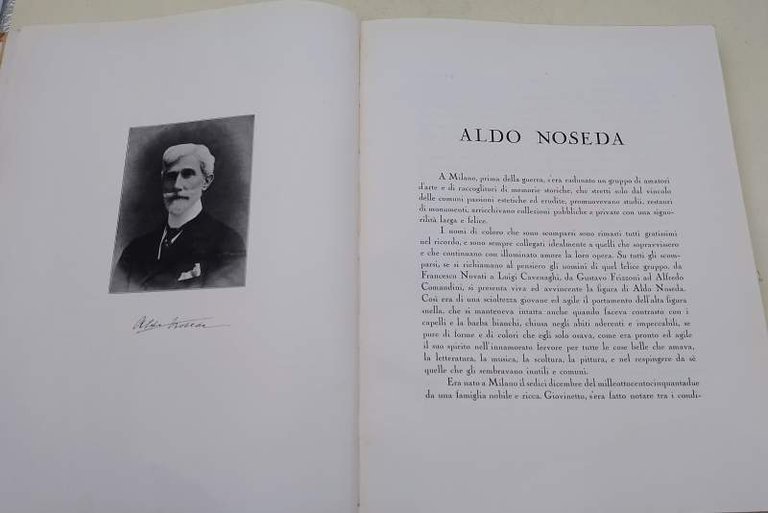 Aldo Noseda
ALDO NOSEDA
A Milano, prima della guerra, s'era radunato un gruppo di amatori
d'arte e di raccoglitori di memorie storiche, che stretti solo dal vincolo
delle comuni passioni estetiche ed erudite, promuovevano studii, restauri
di monumenti, arricchivano collezioni pubbliche e private con una signo-
rilità larga e felice.
I nomi di coloro che sono scomparsi sono rimasti tutti gratissimi
nel ricordo, e sono sempre collegati idealmente a quelli che sopravvissero
e che continuano con illuminato amore la loro opera. Su tutti gli scom-
parsi, se si richiamano al pensiero gli uomini di quel felice gruppo, da
Francesco Novati a Luigi Cavenaghi, da Gustavo Frizzoni ad Alfredo
Comandini, si presenta viva ed avvincente la figura di Aldo Noseda.
Così era di una scioltezza giovane ed agile il portamento dell'alta figura
snella, che si manteneva intatta anche quando faceva contrasto con i
capelli e la barba bianchi, chiusa negli abiti aderenti e impeccabili, se
pure di forme e di colori che egli solo osava, come era pronto ed agile
il suo spirito nell'innamorato fervore per tutte le cose belle che amava,
la letteratura, la musica, la scoltura, la pittura, e nel respingere da sè
quelle che gli sembravano inutili e comuni.
Era nato a Milano il sedici dicembre del milleottocentocinquantadue
da una famiglia nobile e ricca. Giovinetto, s'era fatto notare tra i condi-